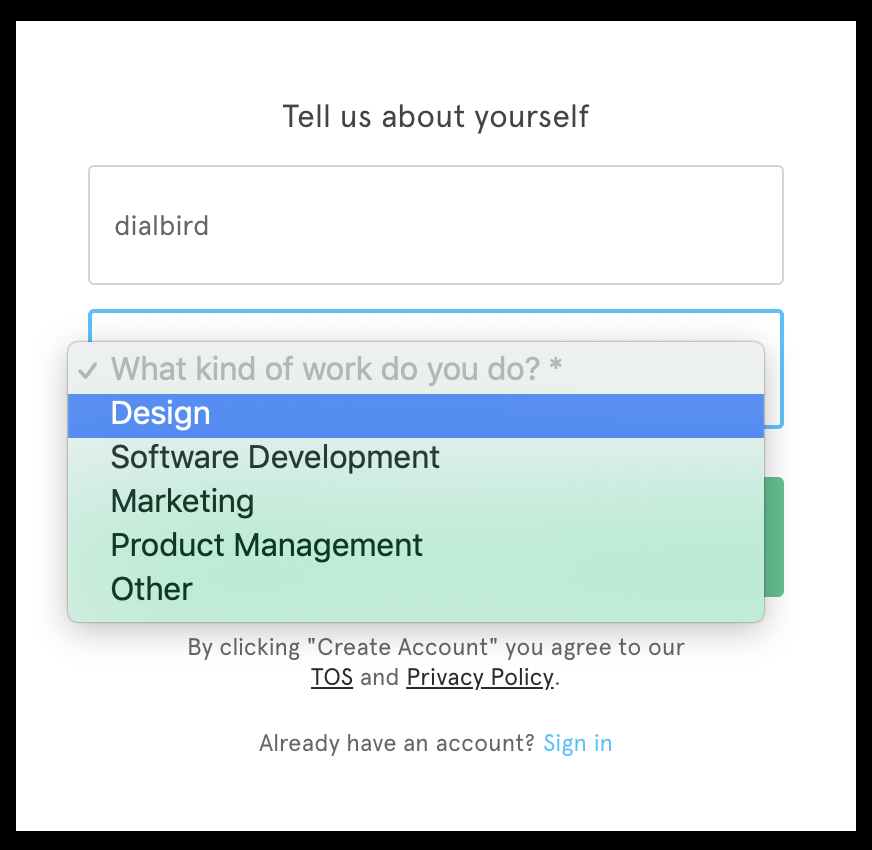 Tell us about yourself
dialbird
✓ What kind of work do you do? *
Design
Software Development
Marketing
Product Management
Other
By clicking "Create Account" you agree to our
TOS and Privacy Policy.
Already have an account? Sign in